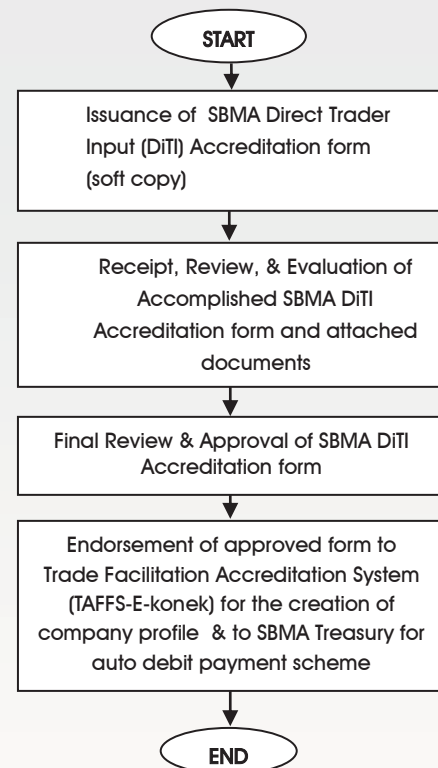 START
Issuance of SBMA Direct Trader
Input (DiTI) Accreditation form
(soft copy)
Receipt, Review, & Evaluation of
Accomplished SBMA DiTI
Accreditation form and attached
documents
Final Review & Approval of SBMA DiTI
Accreditation form
Endorsement of approved form to
Trade Facilitation Accreditation System
(TAFFS-E-konek) for the creation of
company profile & to SBMA Treasury for
auto debit payment scheme
END